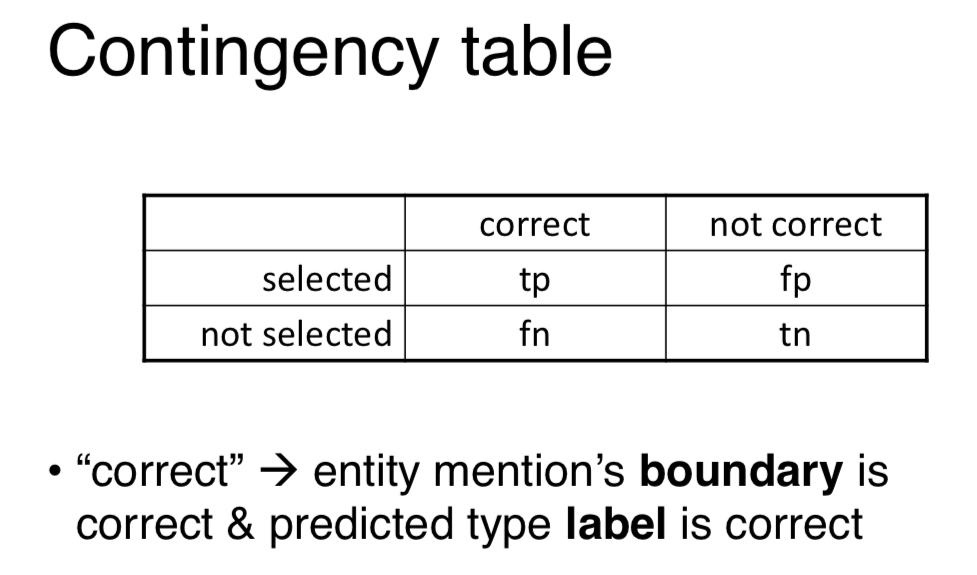 Contingency table
correct not correct
selected tp fp
not selected fn tn
• “correct” → entity mention’s boundary is
correct & predicted type label is correct